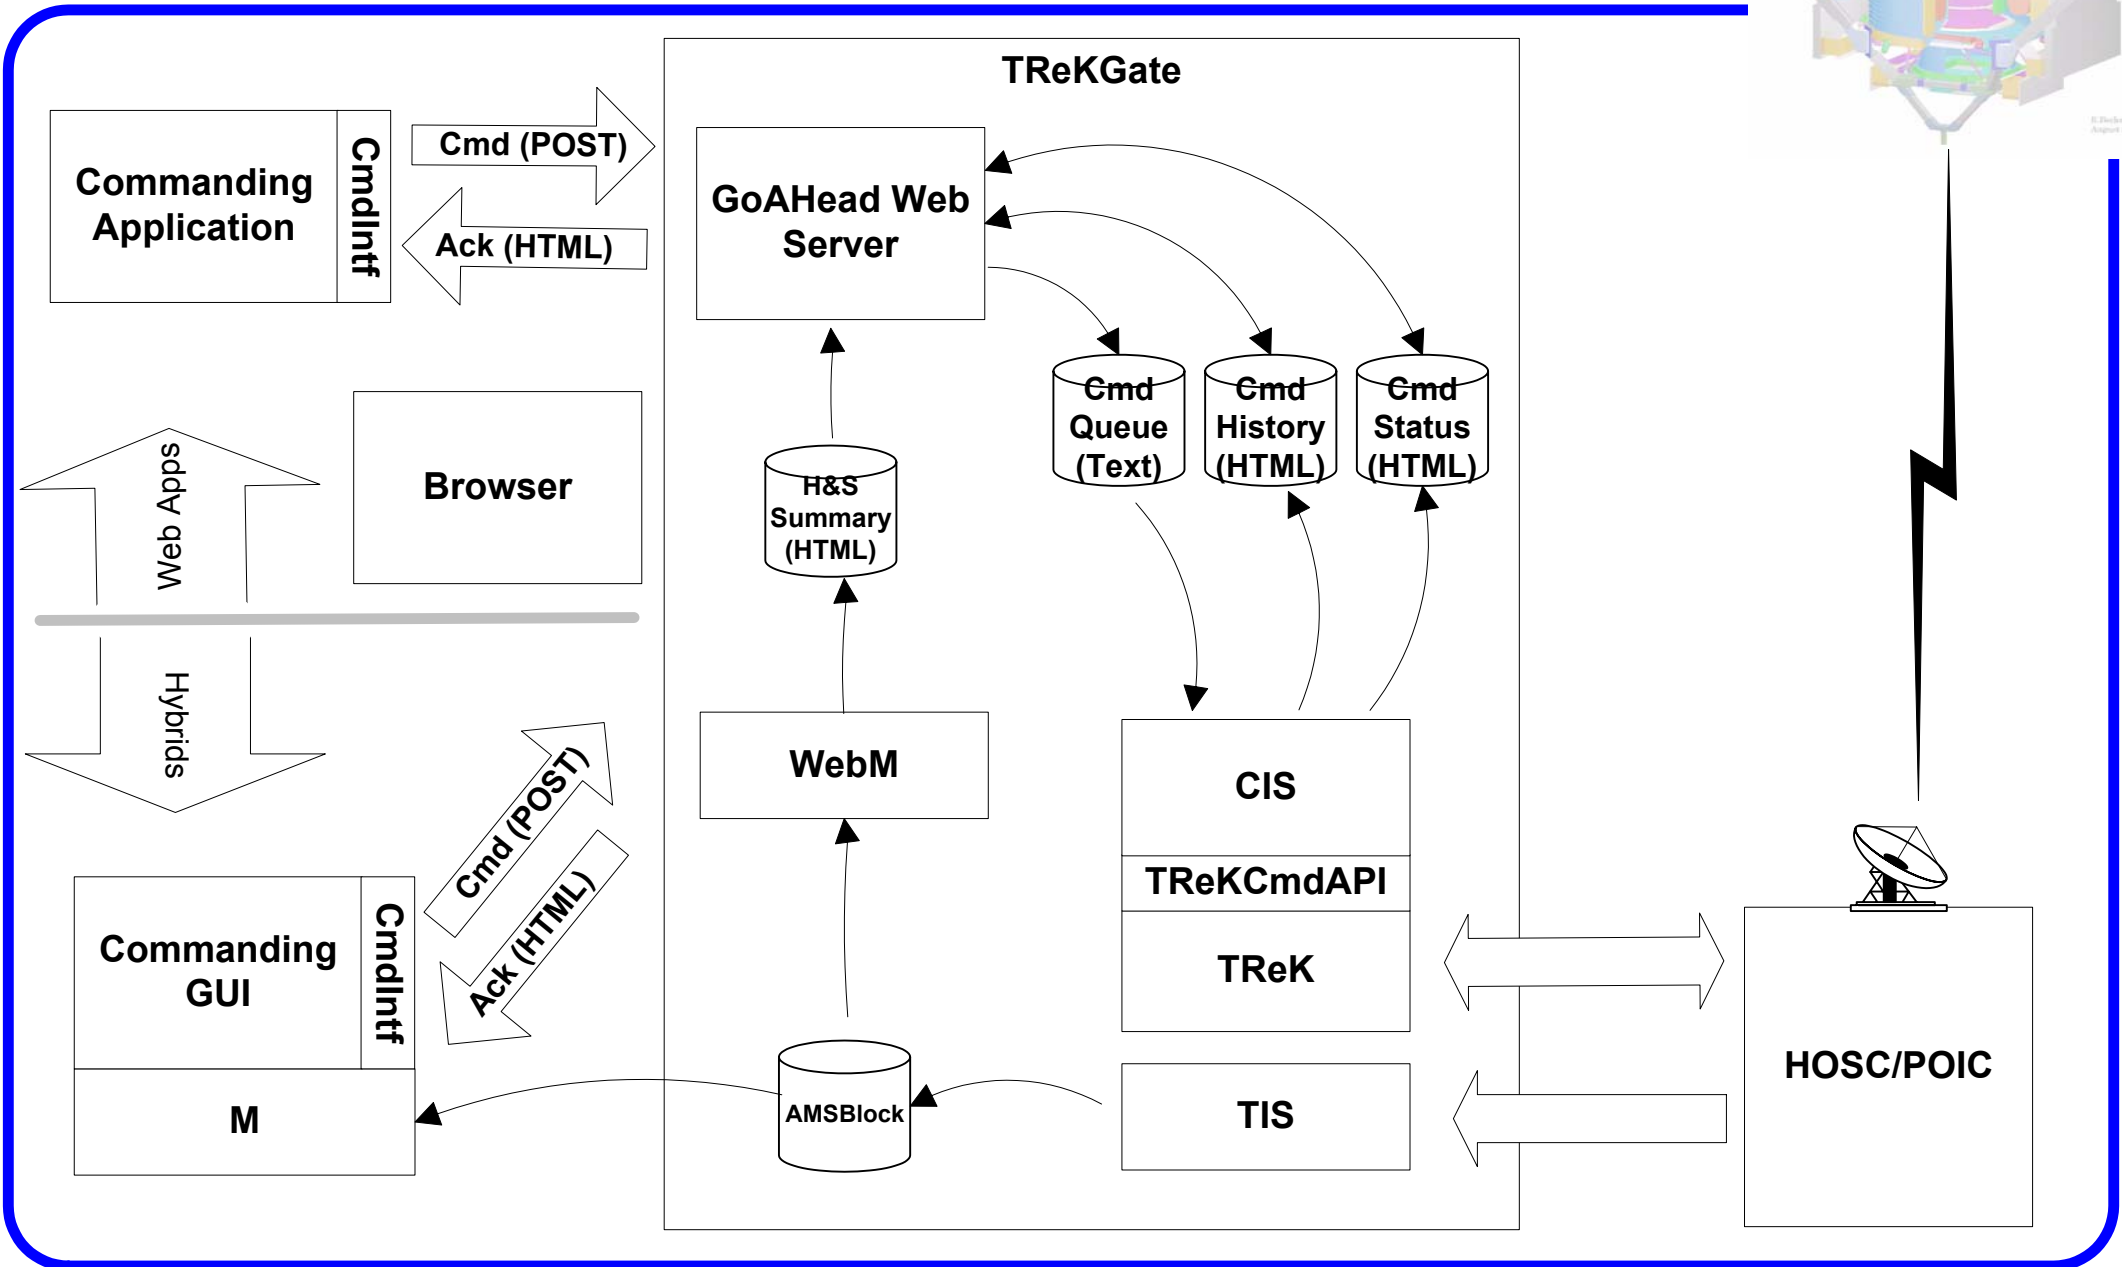 TReKGate
Commanding
Application
CmdIntf
Cmd (POST)
Ack (HTML)
GoAHead Web
Server
Cmd
Queue
(Text)
Cmd
History
(HTML)
Cmd
Status
(HTML)
Web Apps
Browser
H&S
Summary
(HTML)
Hybrids
WebM
CIS
TReKCmdAPI
TReK
Cmd (POST)
Ack (HTML)
Commanding
GUI
CmdIntf
M
AMSBlock
TIS
HOSC/POIC